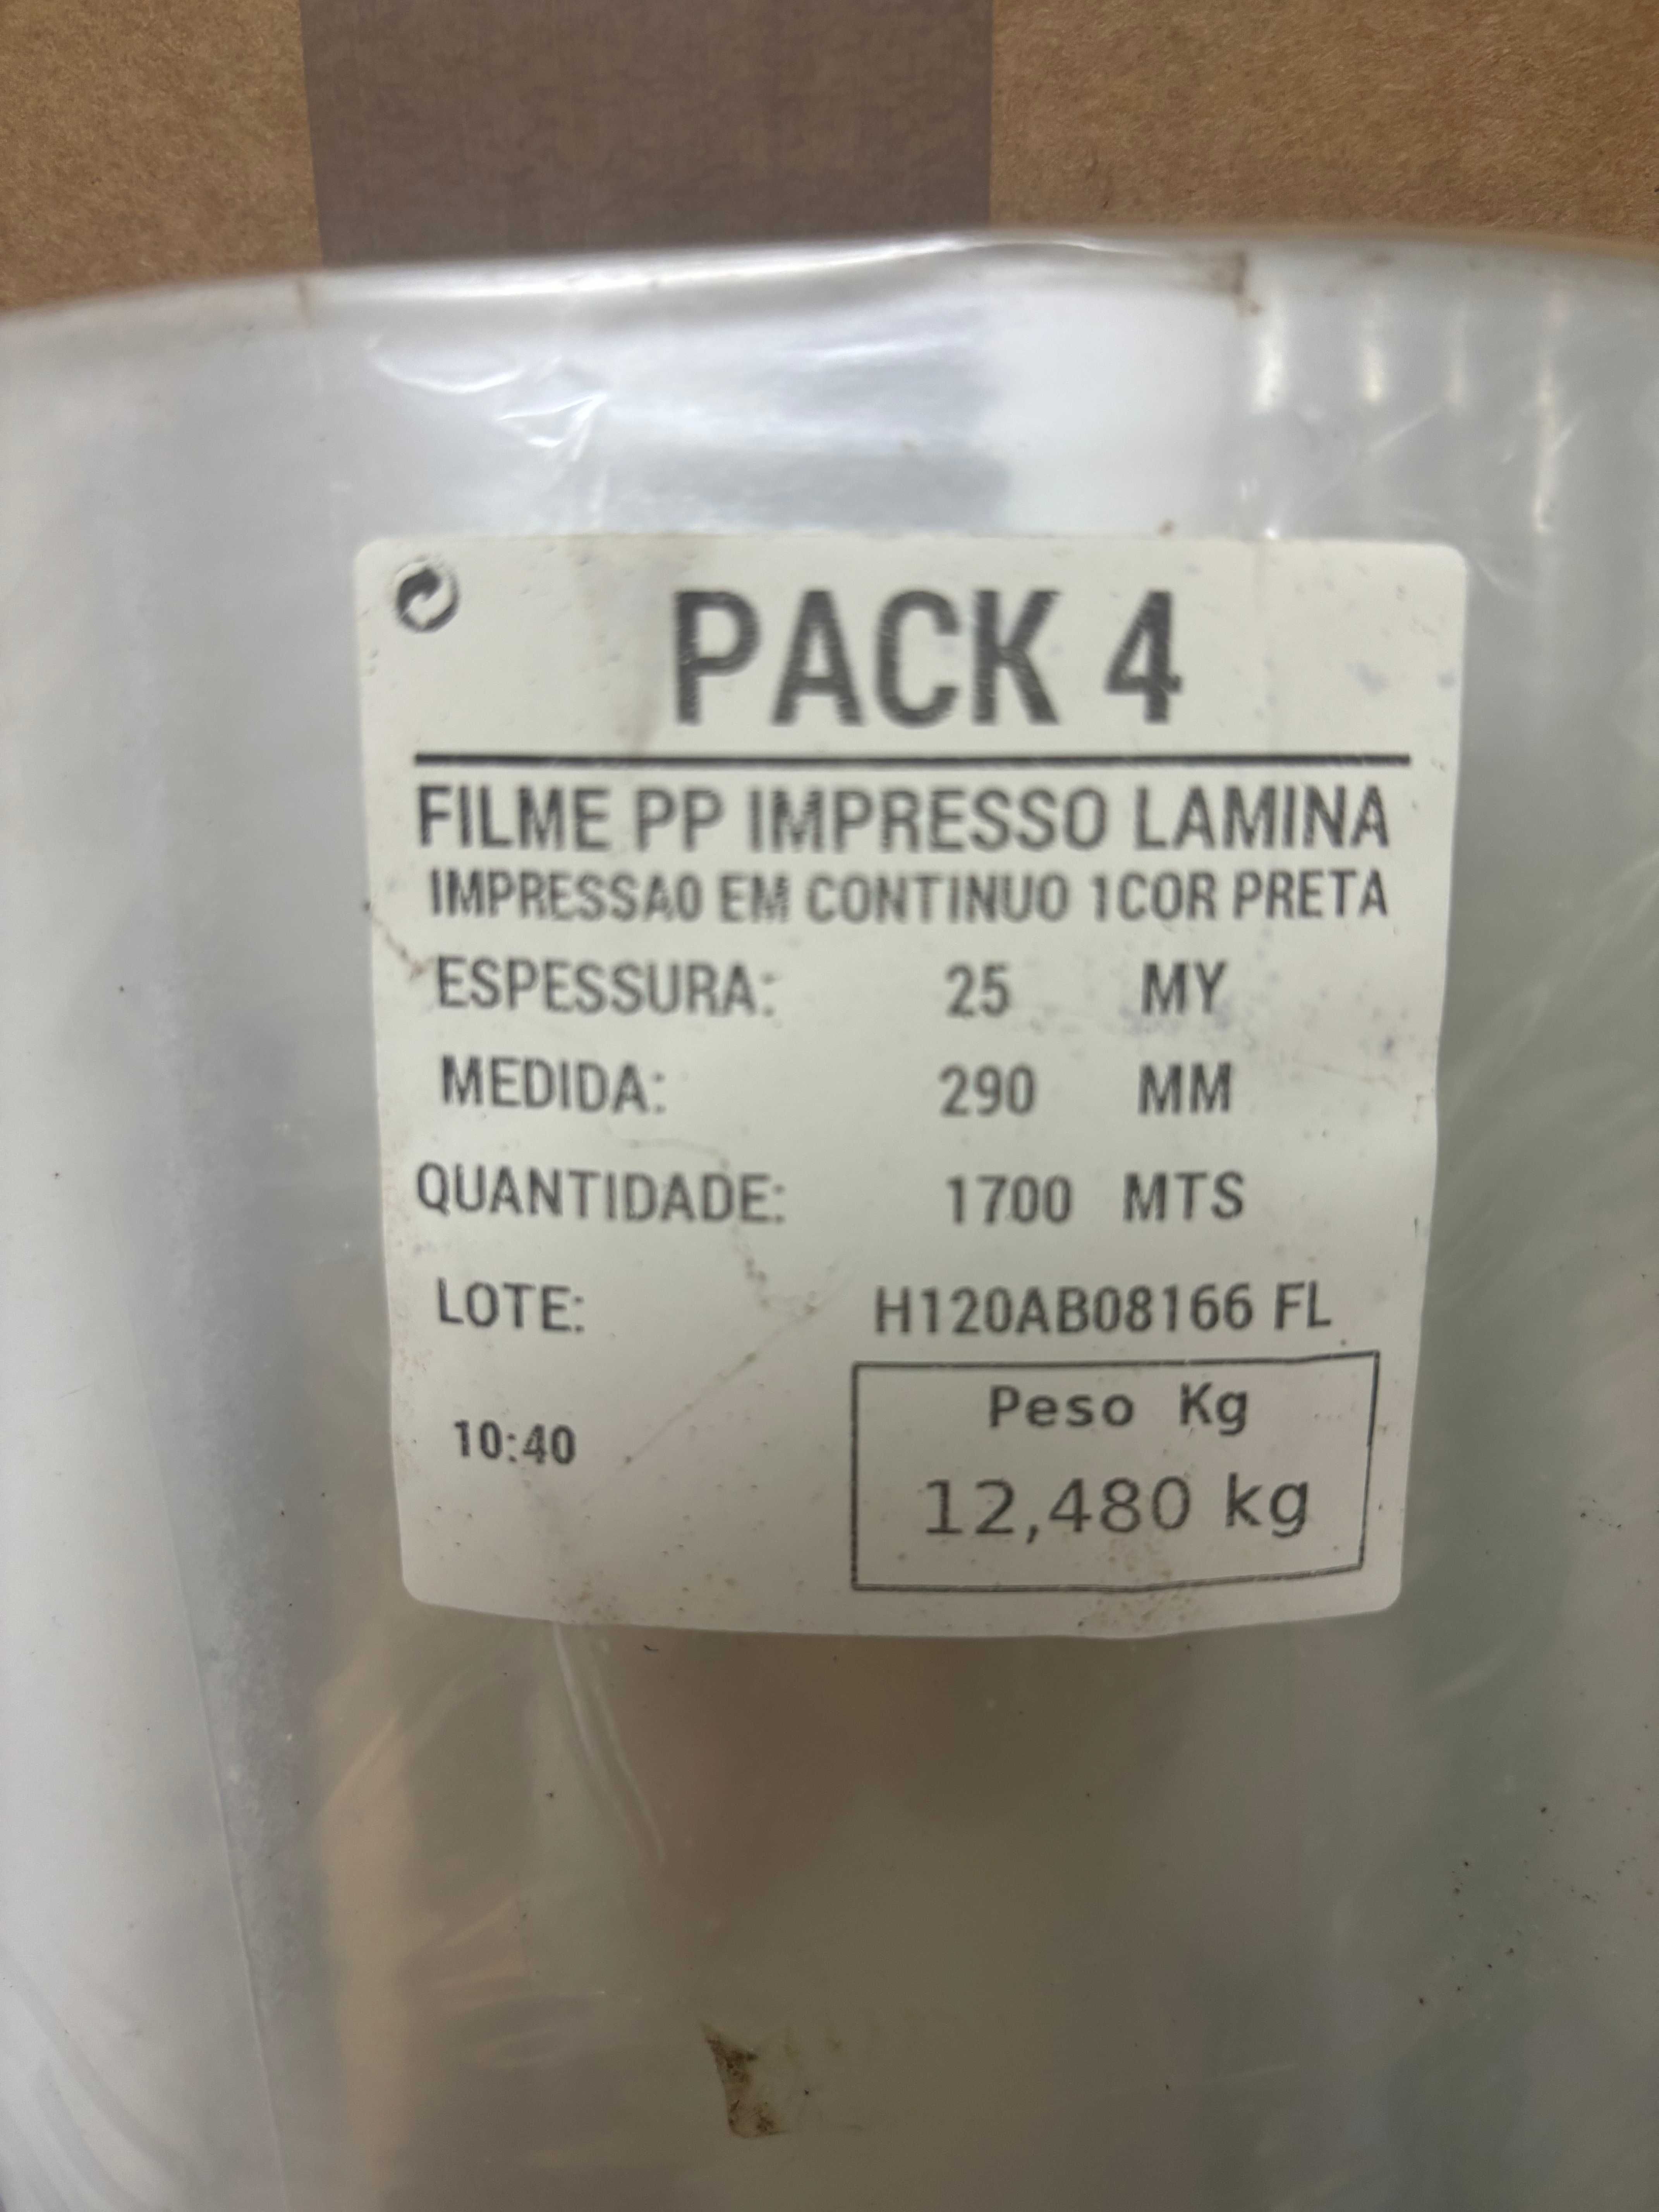 PACK 4
FILME PP IMPRESSO LAMINA
IMPRESSAO EM CONTINUO 1COR PRETA
ESPESSURA: 25 MY
MEDIDA: 290 MM
QUANTIDADE: 1700 MTS
LOTE: H120AB08166 FL
Peso Kg
10:40
12,480 kg